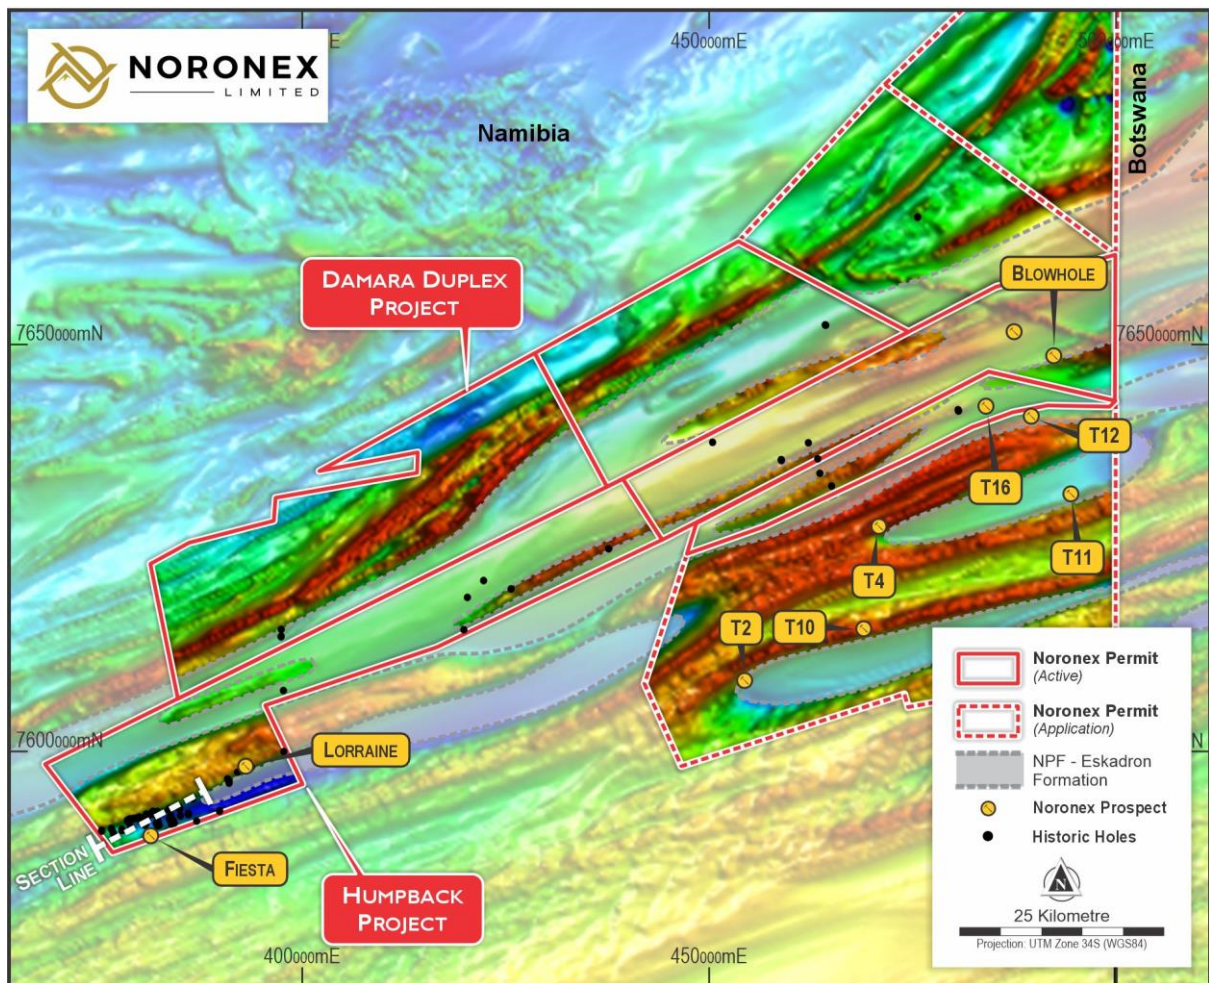 NORONEX
LIMITED
E
450000mE
500000mE
Namibia
Botswana
DAMARA DUPLEX
PROJECT
BLOWHOLE
7650000mN
7650000mN
T12
T16
T11
T4
T2
T10
7600000mN
N
LORRAINE
SECTION
LINE
FIESTA
HUMPBACK
PROJECT
400000mE
450000mE
Noronex Permit
(Active)
Noronex Permit
(Application)
NPF - Eskadron
Formation
Noronex Prospect
Historic Holes
N
25 Kilometre
Projection: UTM Zone 34S (WGS84)